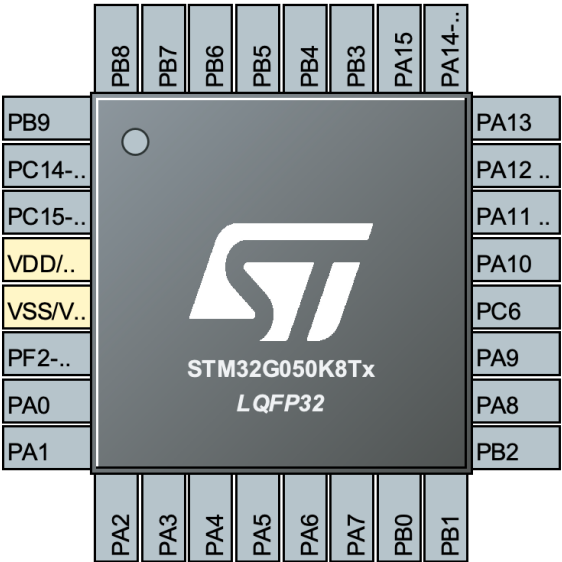 PB8
PB7
PB6
PB5
PB4
PB3
PA15
PA14-..
PB9
PC14-..
PC15-..
VDD/..
VSS/V..
PF2-..
PA0
PA1
ST
STM32G050K8Tx
LQFP32
PA13
PA12 ..
PA11 ..
PA10
PC6
PA9
PA8
PB2
PA2
PA3
PA4
PA5
PA6
PA7
PB0
PB1